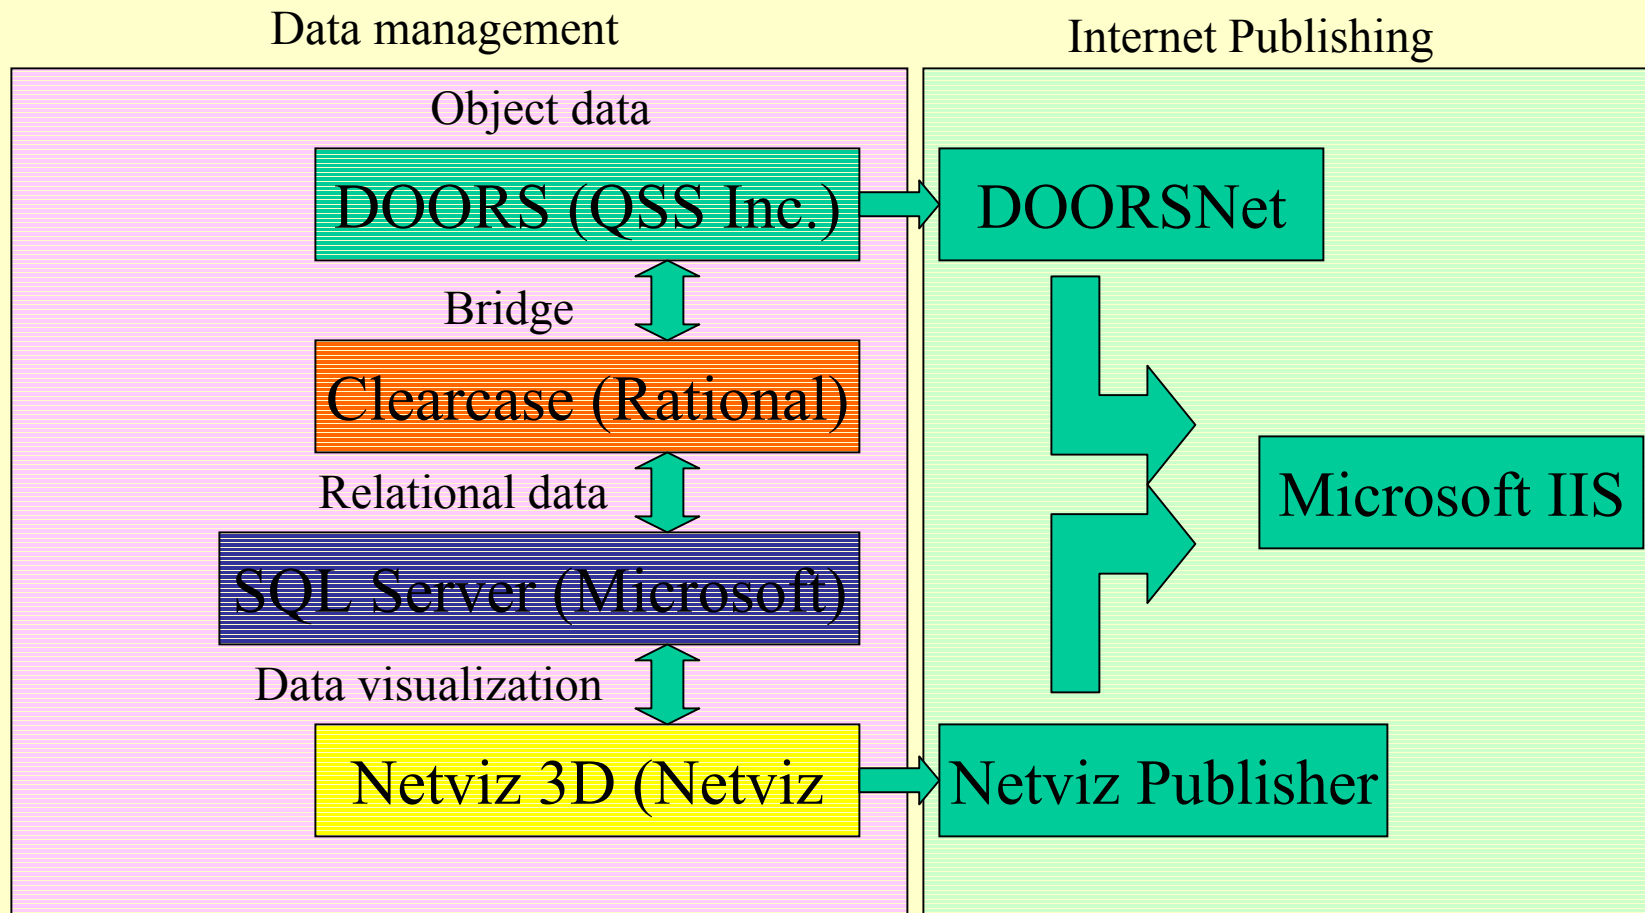 Data management
Internet Publishing
Object data
DOORS (QSS Inc.)
DOORSNet
Bridge
Clearcase (Rational)
Relational data
Microsoft IIS
SQL Server (Microsoft)
Data visualization
Netviz 3D (Netviz
Netviz Publisher